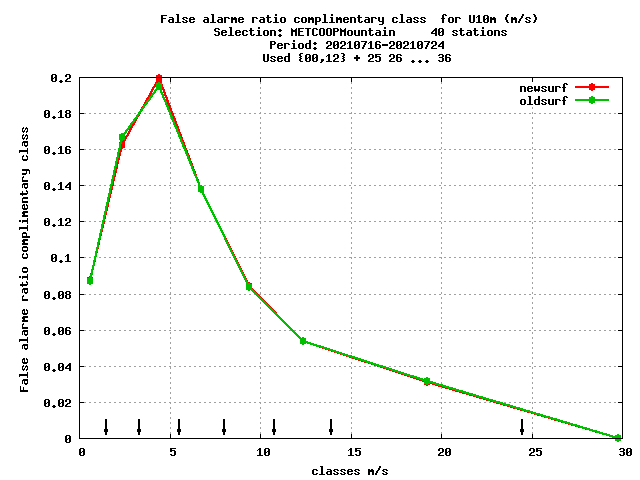 False alarme ratio complimentary class  for U10m (m/s)
Selection: METCOOPMountain     40 stations
Period: 20210716-20210724
Used {00,12} + 25 26 ... 36
newsurf
oldsurf
False alarme ratio complimentary class
0.2
0.18
0.16
0.14
0.12
0.1
0.08
0.06
0.04
0.02
0
0 5 10 15 20 25 30
classes m/s